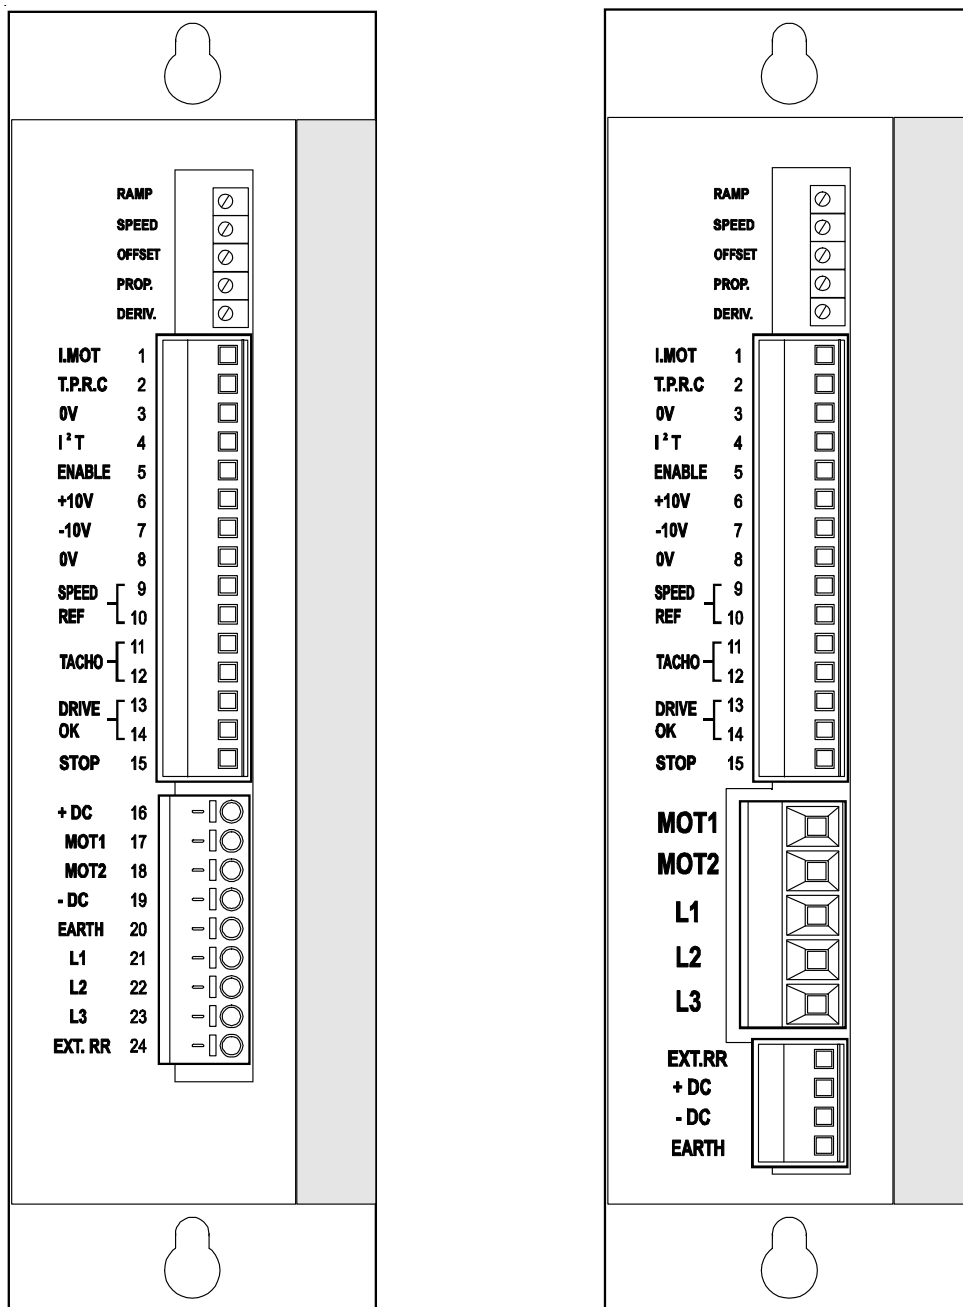 RAMP
SPEED
OFFSET
PROP.
DERIV.
I.MOT 1
T.P.R.C 2
0V 3
I ² T 4
ENABLE 5
+10V 6
-10V 7
0V 8
SPEED 9
REF 10
11
TACHO
12
DRIVE 13
OK 14
STOP 15
+ DC 16
MOT1 17
MOT2 18
- DC 19
EARTH 20
L1 21
L2 22
L3 23
EXT. RR 24
RAMP
SPEED
OFFSET
PROP.
DERIV.
I.MOT 1
T.P.R.C 2
0V 3
I ² T 4
ENABLE 5
+10V 6
-10V 7
0V 8
SPEED 9
REF 10
11
TACHO
12
DRIVE 13
OK 14
STOP 15
MOT1
MOT2
L1
L2
L3
EXT.RR
+ DC
- DC
EARTH